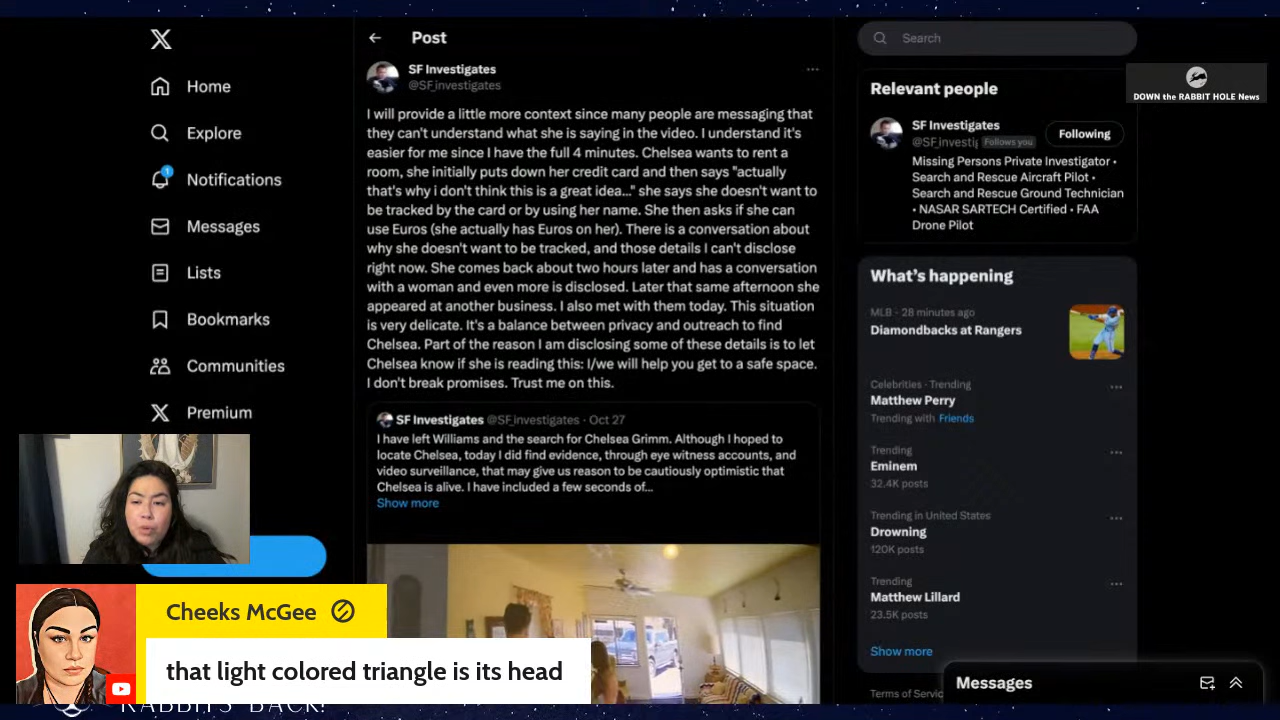 Home
Explore
1
Notifications
Messages
Lists
Bookmarks
Communities
Premium
Post
SF Investigates
@SF_investigates
I will provide a little more context since many people are messaging that
they can't understand what she is saying in the video. I understand it's
easier for me since I have the full 4 minutes. Chelsea wants to rent a
room, she initially puts down her credit card and then says "actually
that's why i don't think this is a great idea..." she says she doesn't want to
be tracked by the card or by using her name. She then asks if she can
use Euros (she actually has Euros on her). There is a conversation about
why she doesn't want to be tracked, and those details I can't disclose
right now. She comes back about two hours later and has a conversation
with a woman and even more is disclosed. Later that same afternoon she
appeared at another business. I also met with them today. This situation
is very delicate. It's a balance between privacy and outreach to find
Chelsea. Part of the reason I am disclosing some of these details is to let
Chelsea know if she is reading this: I/we will help you get to a safe space.
I don't break promises. Trust me on this.
SF Investigates @SF_investigates · Oct 27
I have left Williams and the search for Chelsea Grimm. Although I hoped to
locate Chelsea, today I did find evidence, through eye witness accounts, and
video surveillance, that may give us reason to be cautiously optimistic that
Chelsea is alive. I have included a few seconds of...
Show more
Search
DOWN the RABBIT HOLE News
Relevant people
SF Investigates
@SF_investig Follows you
Following
Missing Persons Private Investigator •
Search and Rescue Aircraft Pilot •
Search and Rescue Ground Technician
• NASAR SARTECH Certified • FAA
Drone Pilot
What's happening
MLB · 28 minutes ago
Diamondbacks at Rangers
Celebrities · Trending
Matthew Perry
Trending with Friends
Trending
Eminem
32.4K posts
Trending in United States
Drowning
120K posts
Trending
Matthew Lillard
23.5K posts
Show more
Terms of Servic
Messages
Cheeks McGee
that light colored triangle is its head
RABBITS BACK!